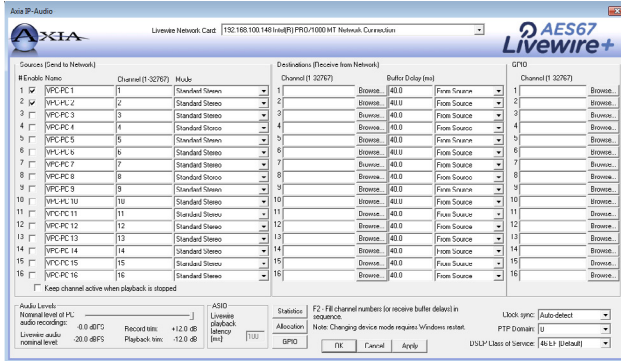 Axia IP-Audio
AXIA
Livewire Network Card: 192.168.100.148 Intel(R) PRO/1000 MT Network Connection
AES67
Livewire+
Sources (Send to Network)
# Enable Name Channel (1-32767) Mode
1 VPC-PC 1 1 Standard Stereo
2 VPC-PC 2 2 Standard Stereo
3 VPC-PC 3 3 Standard Stereo
4 VPC-PC 4 4 Standard Stereo
5 VPC-PC 5 5 Standard Stereo
6 VPC-PC 6 6 Standard Stereo
7 VPC-PC 7 7 Standard Stereo
8 VPC-PC 8 8 Standard Stereo
9 VPC-PC 9 9 Standard Stereo
10 VPC-PC 10 10 Standard Stereo
11 VPC-PC 11 11 Standard Stereo
12 VPC-PC 12 12 Standard Stereo
13 VPC-PC 13 13 Standard Stereo
14 VPC-PC 14 14 Standard Stereo
15 VPC-PC 15 15 Standard Stereo
16 VPC-PC 16 16 Standard Stereo
Keep channel active when playback is stopped
Destinations (Receive from Network)
Channel (1-32767) Buffer Delay (ms)
1 Browse... 40.0 From Source
2 Browse... 40.0 From Source
3 Browse... 40.0 From Source
4 Browse... 40.0 From Source
5 Browse... 40.0 From Source
6 Browse... 40.0 From Source
7 Browse... 40.0 From Source
8 Browse... 40.0 From Source
9 Browse... 40.0 From Source
10 Browse... 40.0 From Source
11 Browse... 40.0 From Source
12 Browse... 40.0 From Source
13 Browse... 40.0 From Source
14 Browse... 40.0 From Source
15 Browse... 40.0 From Source
16 Browse... 40.0 From Source
GPIO
Channel (1-32767)
1 Browse...
2 Browse...
3 Browse...
4 Browse...
5 Browse...
6 Browse...
7 Browse...
8 Browse...
9 Browse...
10 Browse...
11 Browse...
12 Browse...
13 Browse...
14 Browse...
15 Browse...
16 Browse...
Audio Levels
Nominal level of PC audio recordings: -0.0 dBFS
Livewire audio nominal level: -20.0 dBFS
Record trim: +12.0 dB
Playback trim: -12.0 dB
ASIO
Livewire playback latency (ms) 100
Statistics
Allocation
GPIO
F2 - Fill channel numbers (or receive buffer delays) in sequence.
Note: Changing device mode requires Windows restart.
OK Cancel Apply
Clock sync: Auto-detect
PTP Domain: 0
DSCP Class of Service: 46 EF (Default)